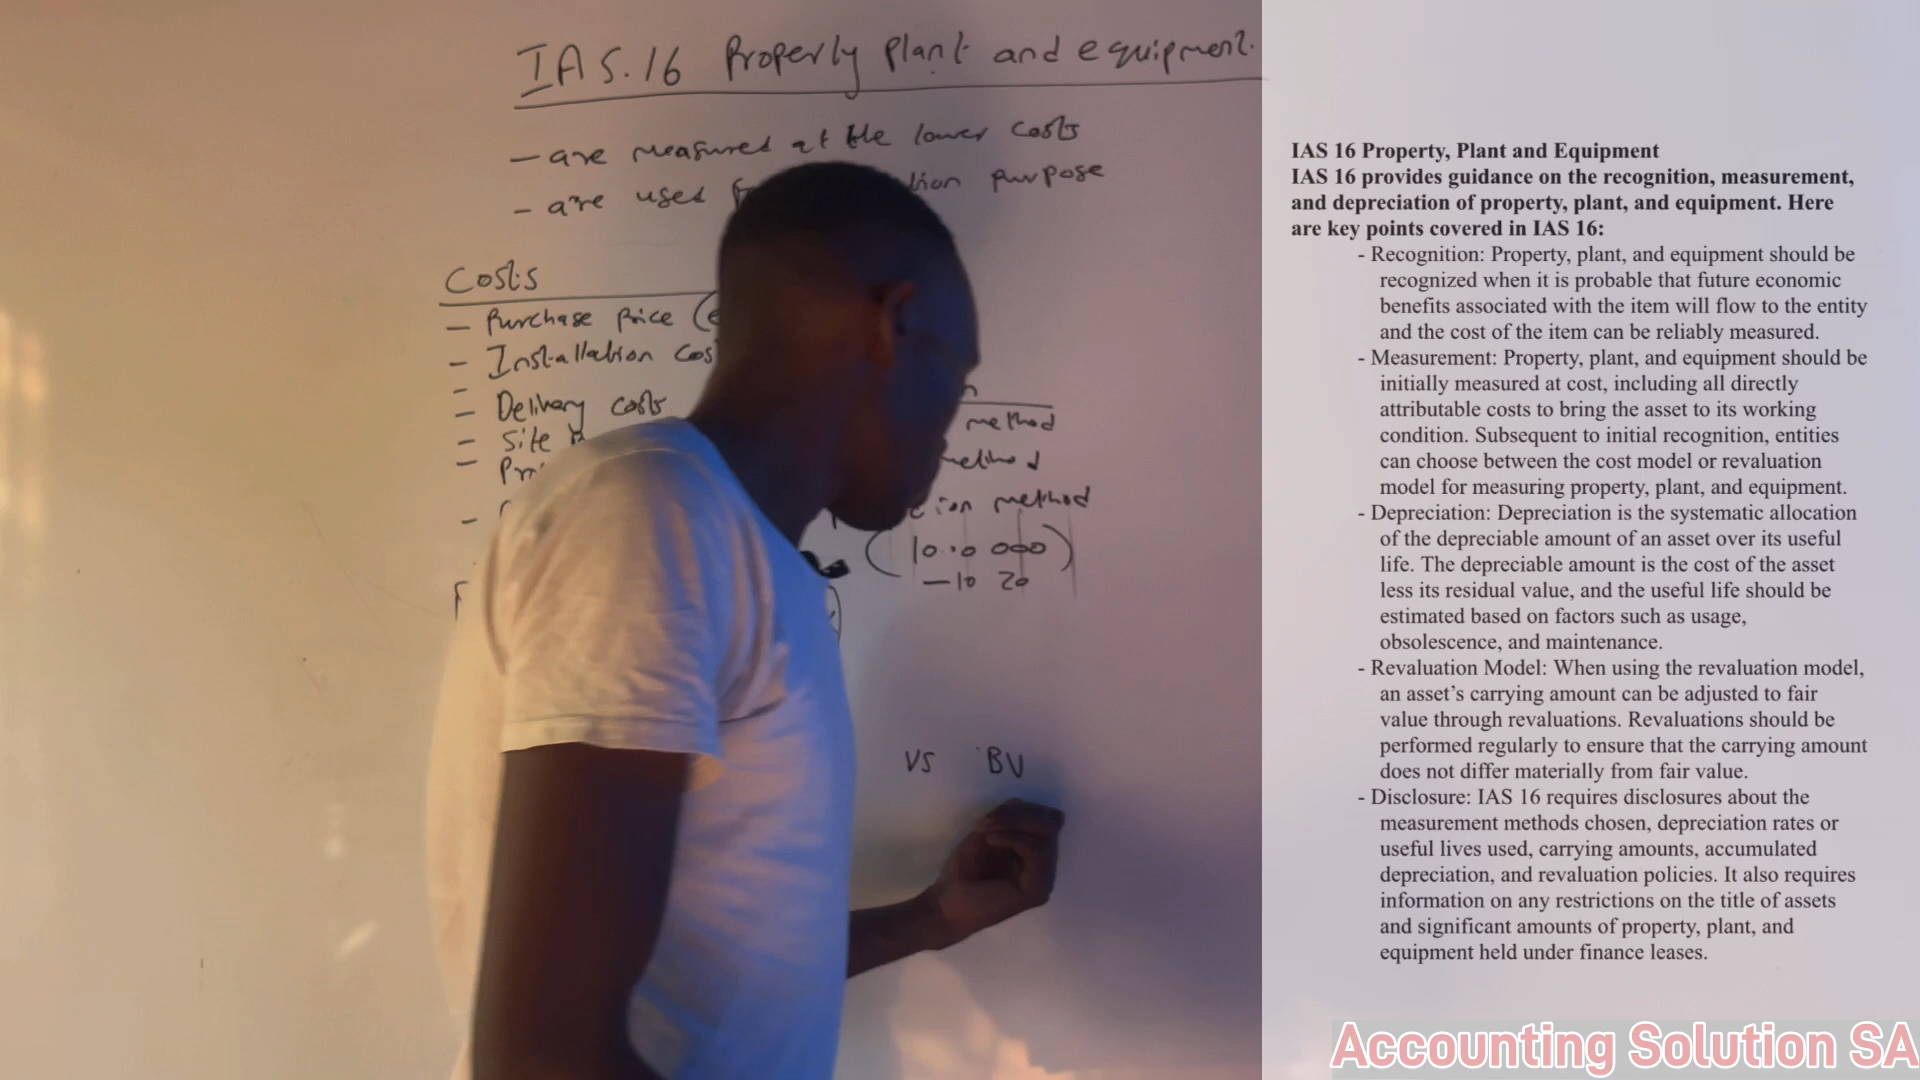 IAS.16 Property plant and equipment.
- are measured at the lower costs
- are used purpose
Costs
- Purchase Price
- Installation
- Delivery costs
- Site
method
method
method
(10.0 000)
-10 20
VS BV
IAS 16 Property, Plant and Equipment
IAS 16 provides guidance on the recognition, measurement,
and depreciation of property, plant, and equipment. Here
are key points covered in IAS 16:
- Recognition: Property, plant, and equipment should be
recognized when it is probable that future economic
benefits associated with the item will flow to the entity
and the cost of the item can be reliably measured.
- Measurement: Property, plant, and equipment should be
initially measured at cost, including all directly
attributable costs to bring the asset to its working
condition. Subsequent to initial recognition, entities
can choose between the cost model or revaluation
model for measuring property, plant, and equipment.
- Depreciation: Depreciation is the systematic allocation
of the depreciable amount of an asset over its useful
life. The depreciable amount is the cost of the asset
less its residual value, and the useful life should be
estimated based on factors such as usage,
obsolescence, and maintenance.
- Revaluation Model: When using the revaluation model,
an asset’s carrying amount can be adjusted to fair
value through revaluations. Revaluations should be
performed regularly to ensure that the carrying amount
does not differ materially from fair value.
- Disclosure: IAS 16 requires disclosures about the
measurement methods chosen, depreciation rates or
useful lives used, carrying amounts, accumulated
depreciation, and revaluation policies. It also requires
information on any restrictions on the title of assets
and significant amounts of property, plant, and
equipment held under finance leases.
Accounting Solution SA